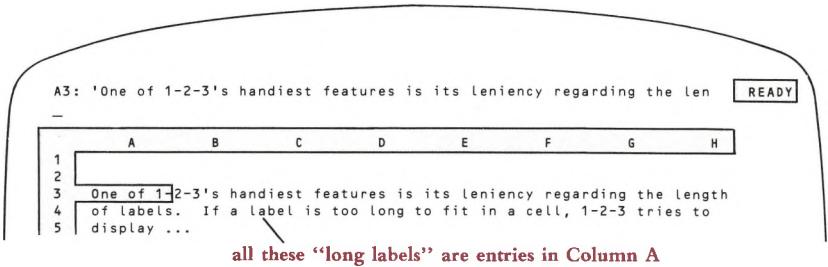 A3: 'One of 1-2-3's handiest features is its leniency regarding the len READY
A B C D E F G H
1
2
3 One of 1-2-3's handiest features is its leniency regarding the length
4 of labels. If a label is too long to fit in a cell, 1-2-3 tries to
5 display ...
all these “long labels” are entries in Column A